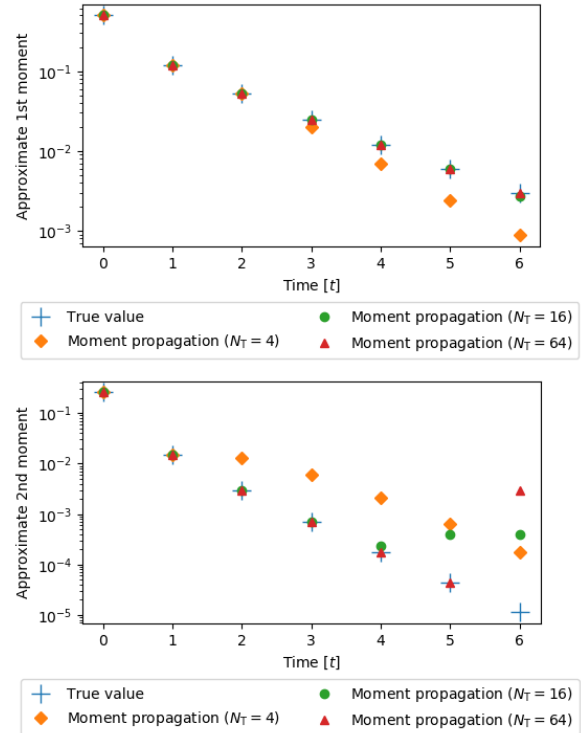 Approximate 1st moment
10⁻¹
10⁻²
10⁻³
0 1 2 3 4 5 6
Time [t]
True value
Moment propagation (N_T = 4)
Moment propagation (N_T = 16)
Moment propagation (N_T = 64)
Approximate 2nd moment
10⁻¹
10⁻²
10⁻³
10⁻⁴
10⁻⁵
0 1 2 3 4 5 6
Time [t]
True value
Moment propagation (N_T = 4)
Moment propagation (N_T = 16)
Moment propagation (N_T = 64)